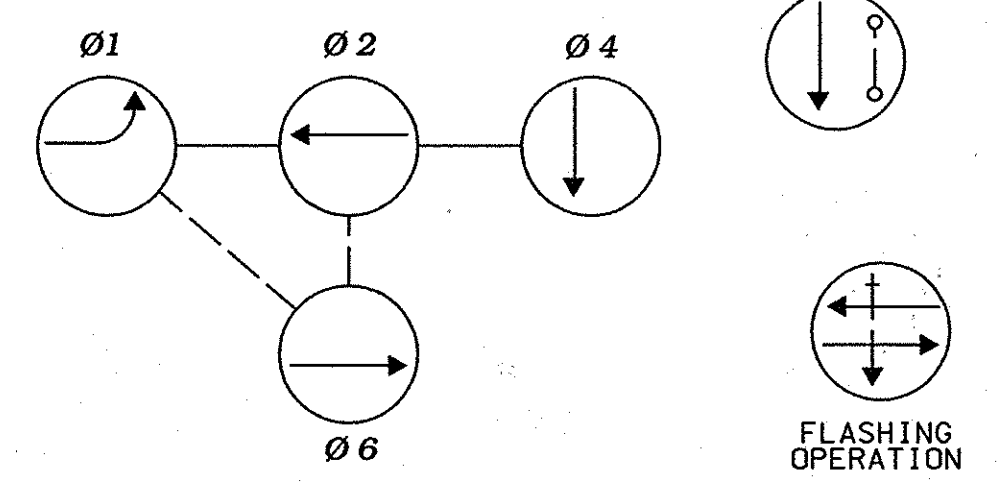 Ø1
Ø 2
Ø 4
Ø 6
FLASHING
OPERATION